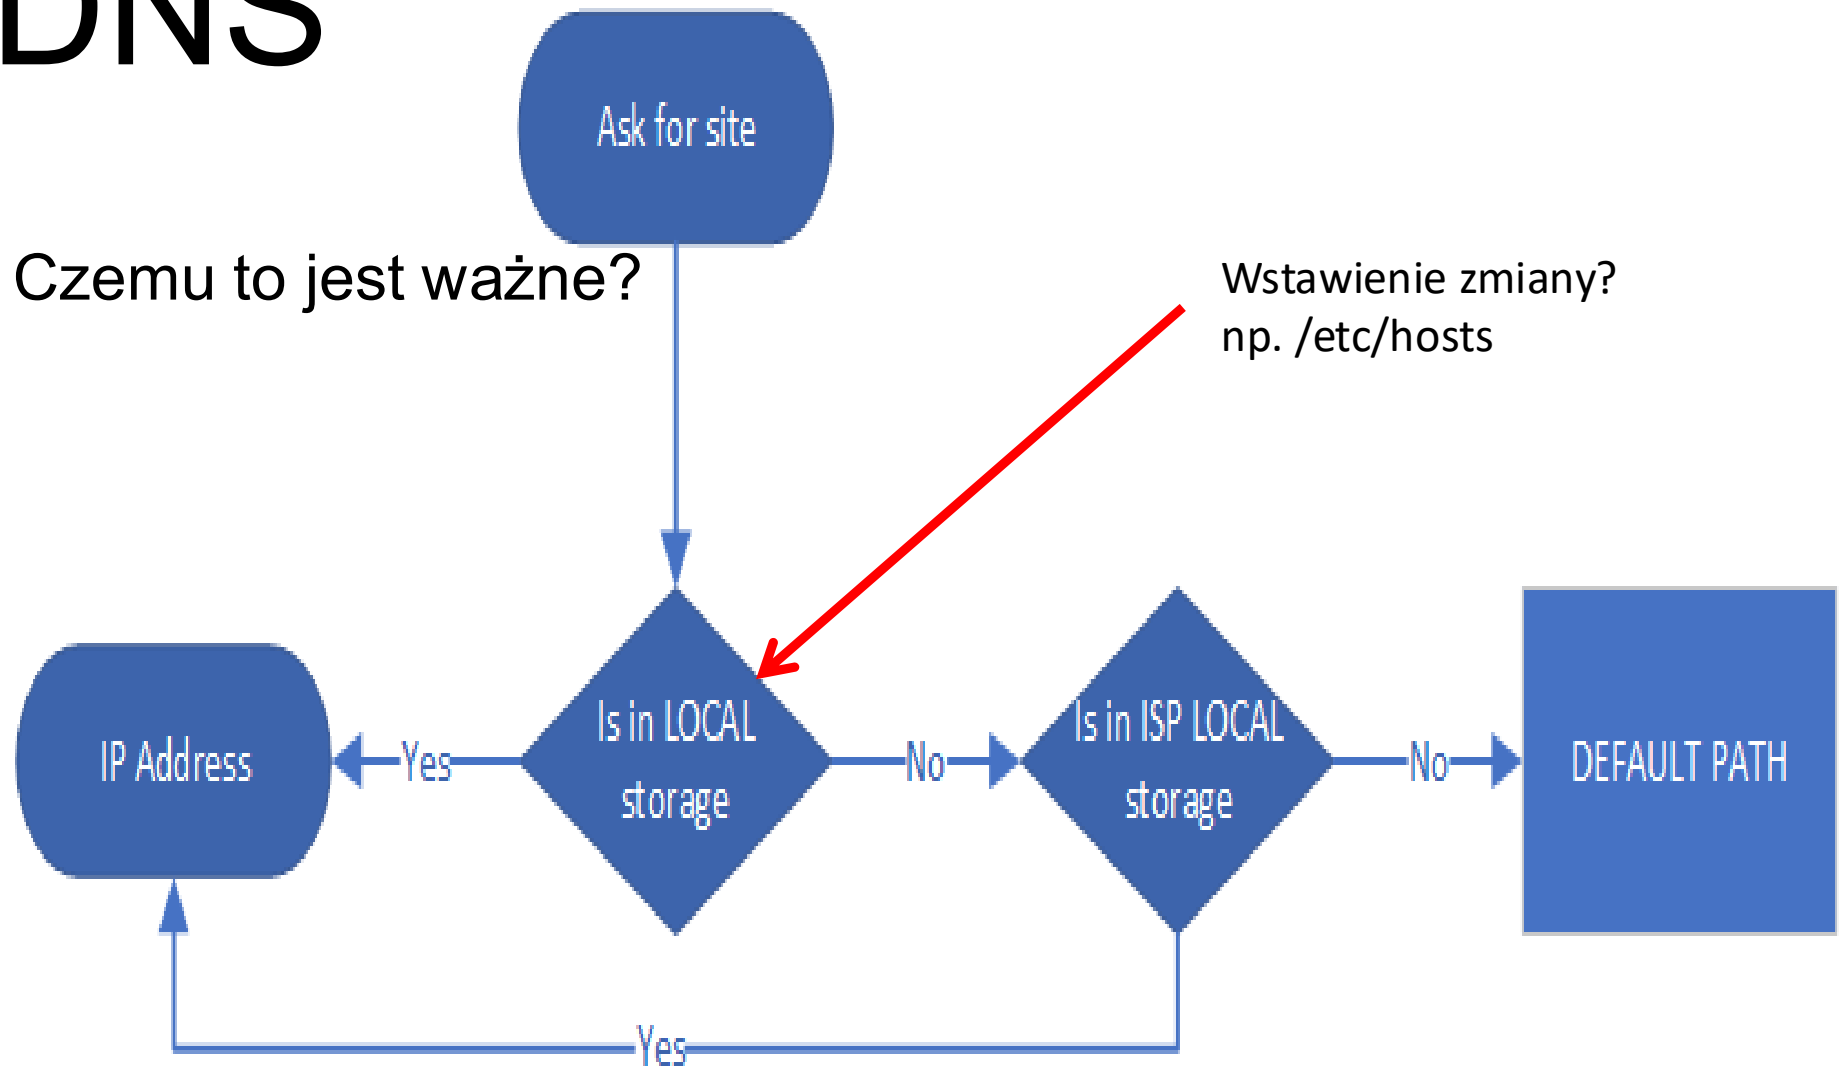 DNS
Ask for site
Czemu to jest ważne?
Wstawienie zmiany?
np. /etc/hosts
IP Address
Yes
Is in LOCAL
storage
No
Is in ISP LOCAL
storage
No
DEFAULT PATH
Yes